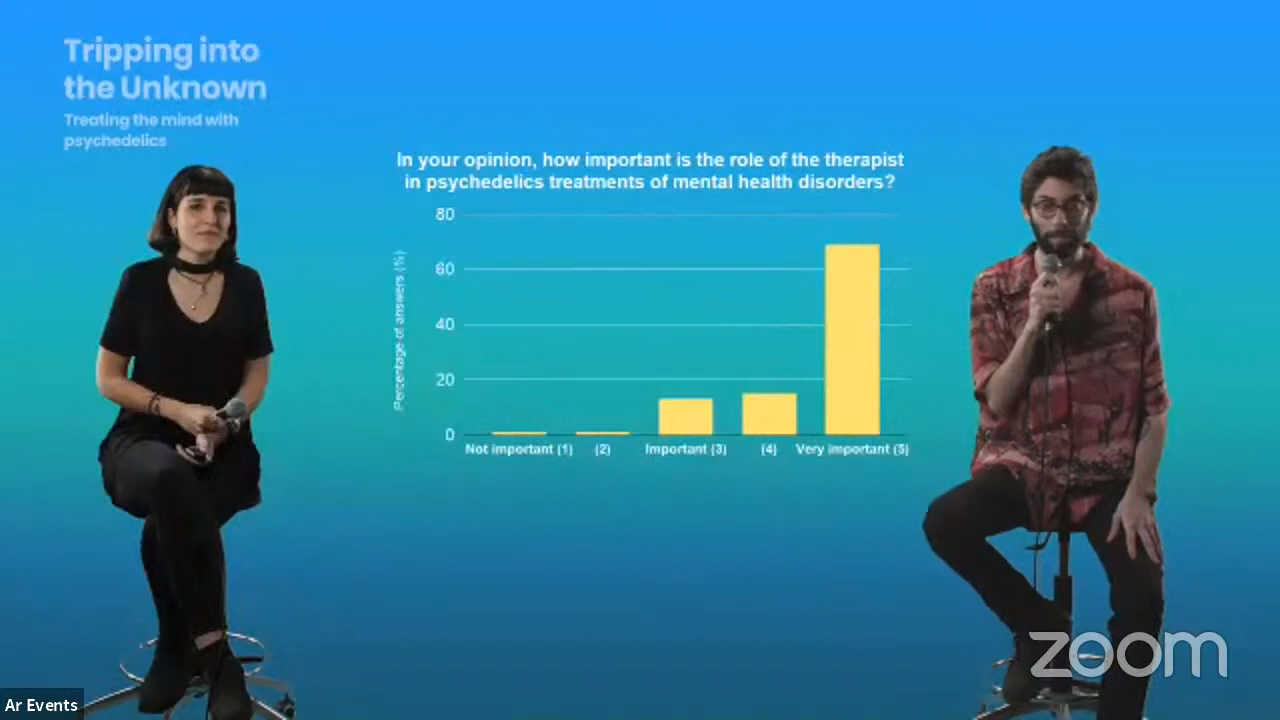 Tripping into
the Unknown
Treating the mind with
psychedelics
In your opinion, how important is the role of the therapist
in psychedelics treatments of mental health disorders?
Percentage of answers (%)
80
60
40
20
0
Not important (1) (2) Important (3) (4) Very important (5)
zoom
Ar Events